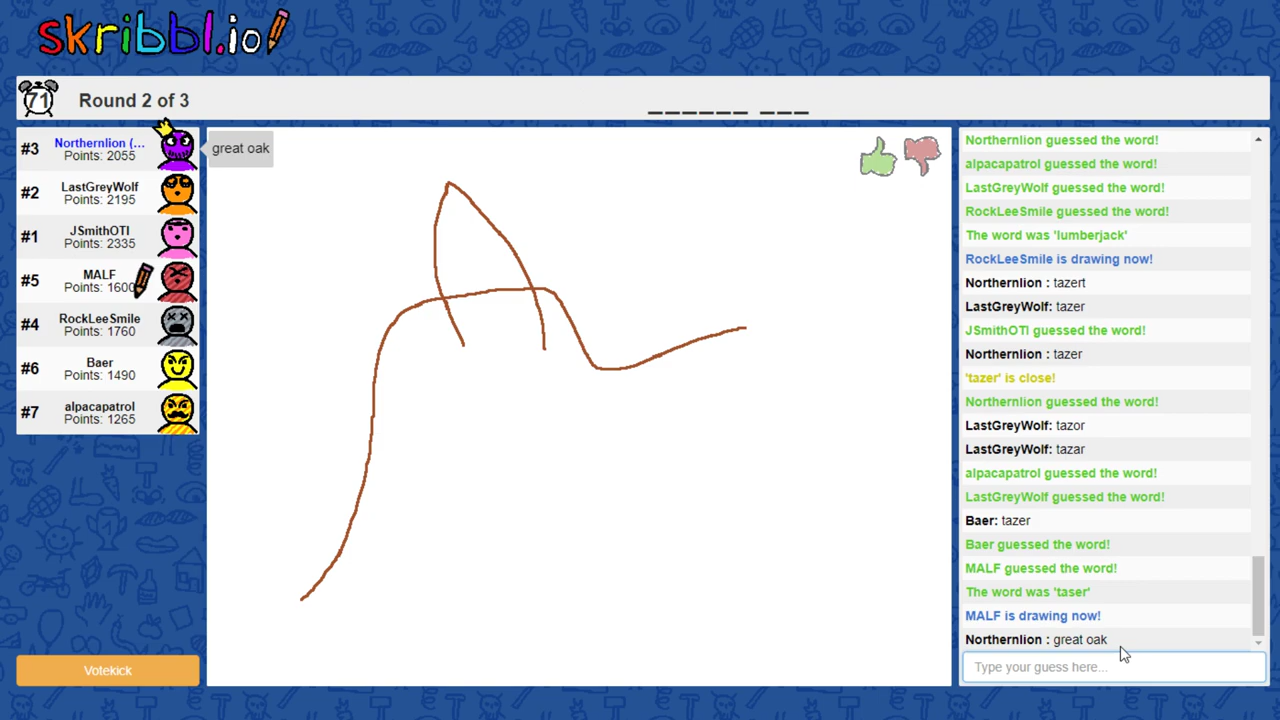 skribbl.io
71
Round 2 of 3
______ ___
#3
Northernlion (...
Points: 2055
great oak
#2
LastGreyWolf
Points: 2195
#1
JSmithOTI
Points: 2335
#5
MALF
Points: 1600
#4
RockLeeSmile
Points: 1760
#6
Baer
Points: 1490
#7
alpacapatrol
Points: 1265
Votekick
Northernlion guessed the word!
alpacapatrol guessed the word!
LastGreyWolf guessed the word!
RockLeeSmile guessed the word!
The word was 'lumberjack'
RockLeeSmile is drawing now!
Northernlion : tazert
LastGreyWolf: tazer
JSmithOTI guessed the word!
Northernlion : tazer
'tazer' is close!
Northernlion guessed the word!
LastGreyWolf: tazor
LastGreyWolf: tazar
alpacapatrol guessed the word!
LastGreyWolf guessed the word!
Baer: tazer
Baer guessed the word!
MALF guessed the word!
The word was 'taser'
MALF is drawing now!
Northernlion : great oak
Type your guess here...